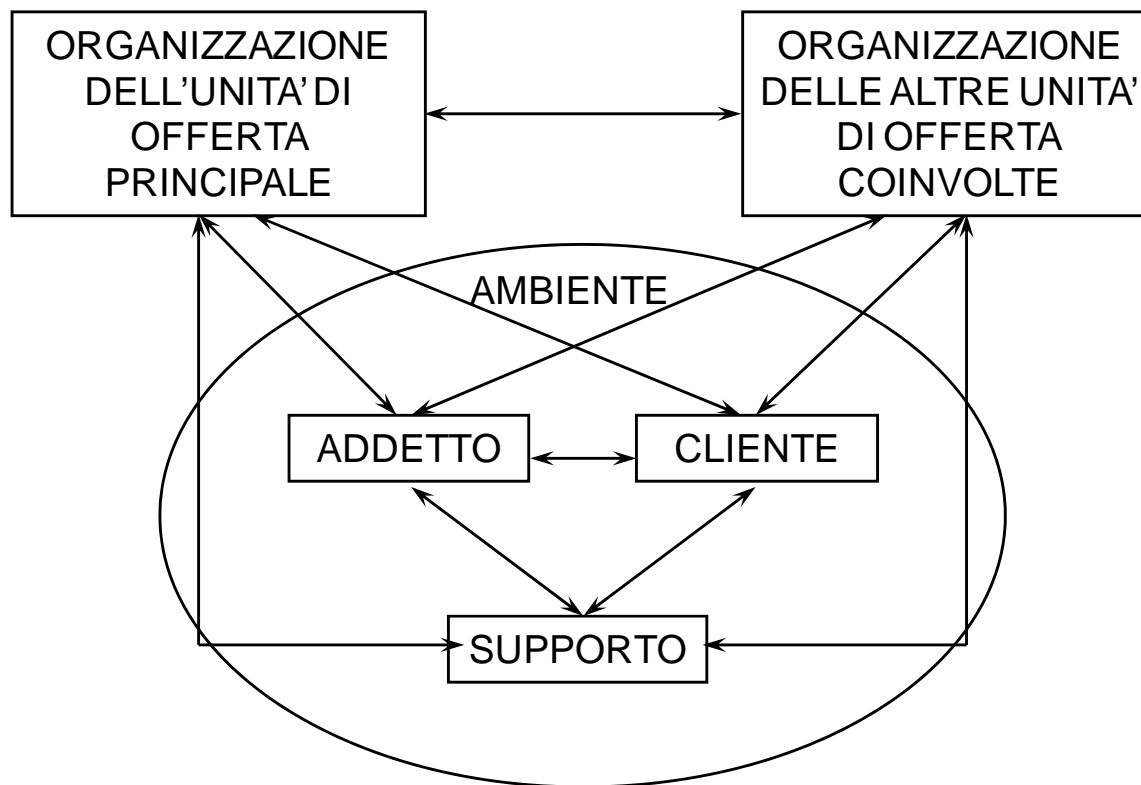 ORGANIZZAZIONE
DELL’UNITA’ DI
OFFERTA
PRINCIPALE
ORGANIZZAZIONE
DELLE ALTRE UNITA’
DI OFFERTA
COINVOLTE
AMBIENTE
ADDETTO
CLIENTE
SUPPORTO